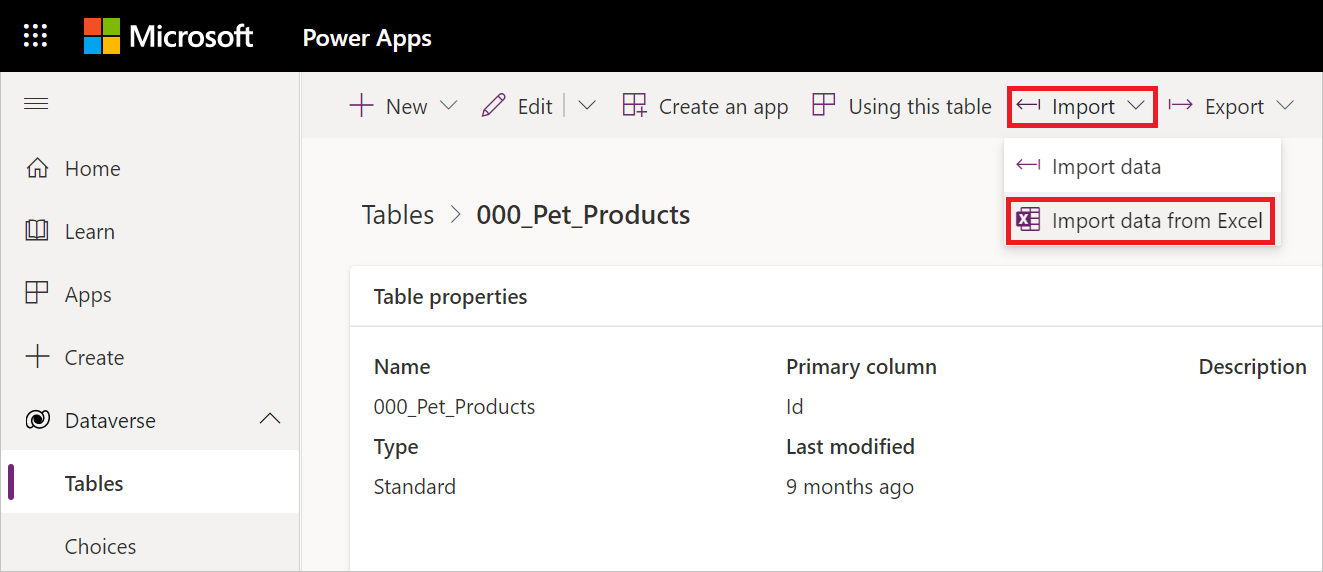 Microsoft Power Apps
New Edit Create an app Using this table Import Export
Import data
Import data from Excel
Home
Learn
Apps
Create
Dataverse
Tables
Choices
Tables > 000_Pet_Products
Table properties
Name Primary column Description
000_Pet_Products Id
Type Last modified
Standard 9 months ago